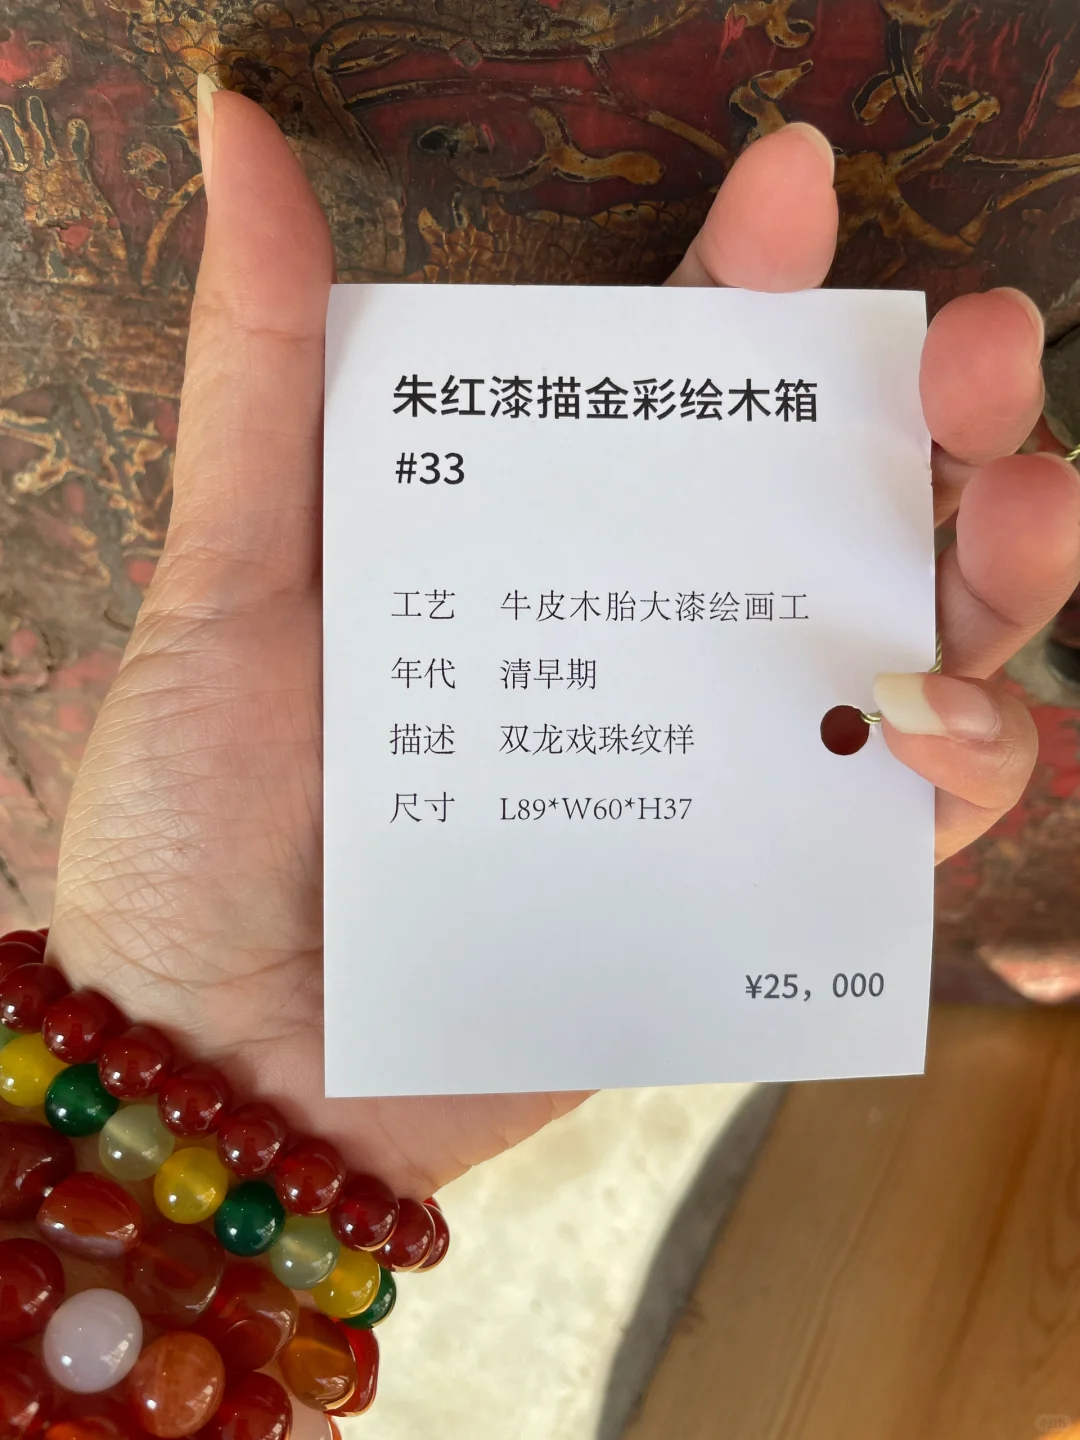 朱红漆描金彩绘木箱
#33
工艺 牛皮木胎大漆绘画工
年代 清早期
描述 双龙戏珠纹样
尺寸 L89*W60*H37
¥25，000